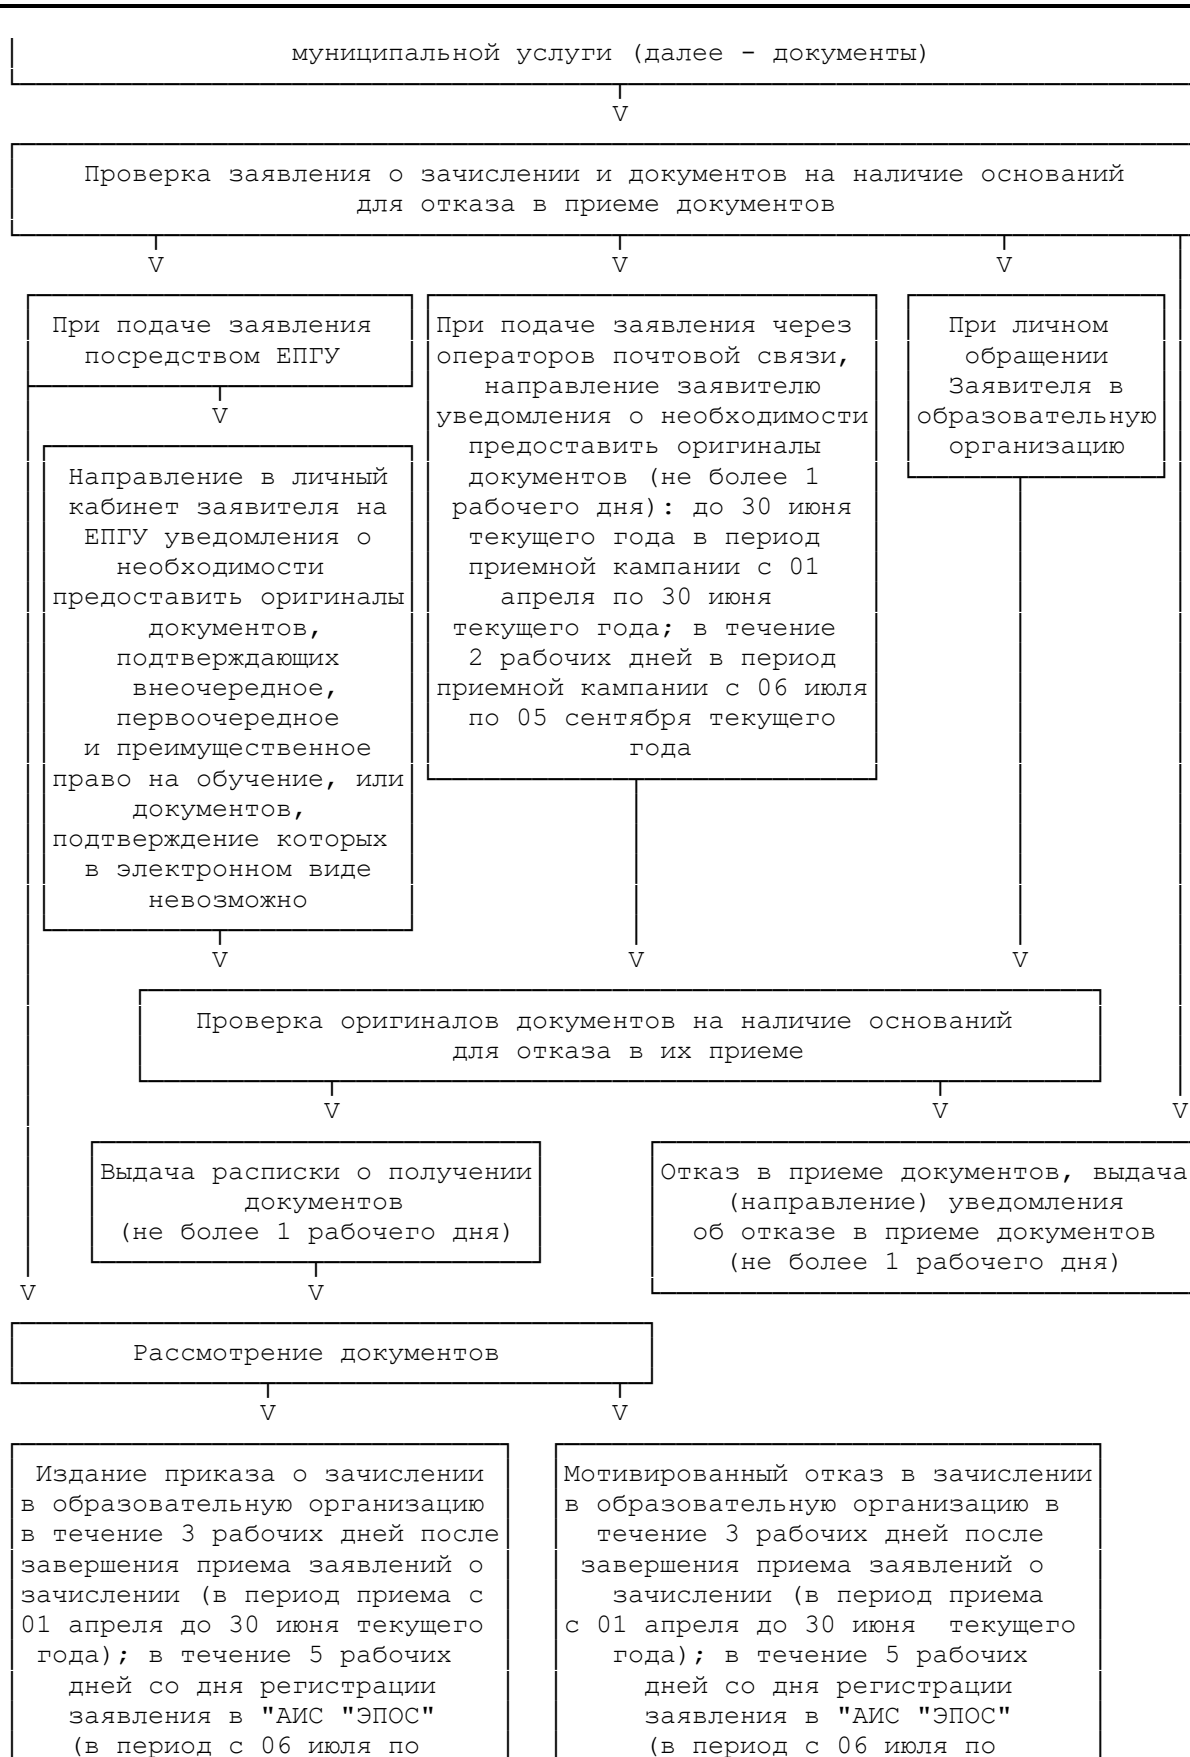 муниципальной услуги (далее - документы)
V
Проверка заявления о зачислении и документов на наличие оснований
для отказа в приеме документов
V
V
V
При подаче заявления
посредством ЕПГУ
V
Направление в личный
кабинет заявителя на
ЕПГУ уведомления о
необходимости
предоставить оригиналы
документов,
подтверждающих
внеочередное,
первоочередное
и преимущественное
право на обучение, или
документов,
подтверждение которых
в электронном виде
невозможно
V
При подаче заявления через
операторов почтовой связи,
направление заявителю
уведомления о необходимости
предоставить оригиналы
документов (не более 1
рабочего дня): до 30 июня
текущего года в период
приемной кампании с 01
апреля по 30 июня
текущего года; в течение
2 рабочих дней в период
приемной кампании с 06 июля
по 05 сентября текущего
года
V
При личном
обращении
Заявителя в
образовательную
организацию
V
Проверка оригиналов документов на наличие оснований
для отказа в их приеме
V
V
V
Выдача расписки о получении
документов
(не более 1 рабочего дня)
Отказ в приеме документов, выдача
(направление) уведомления
об отказе в приеме документов
(не более 1 рабочего дня)
V
V
Рассмотрение документов
V
V
Издание приказа о зачислении
в образовательную организацию
в течение 3 рабочих дней после
завершения приема заявлений о
зачислении (в период приема с
01 апреля до 30 июня текущего
года); в течение 5 рабочих
дней со дня регистрации
заявления в "АИС "ЭПОС"
(в период с 06 июля по
Мотивированный отказ в зачислении
в образовательную организацию в
течение 3 рабочих дней после
завершения приема заявлений о
зачислении (в период приема
с 01 апреля до 30 июня текущего
года); в течение 5 рабочих
дней со дня регистрации
заявления в "АИС "ЭПОС"
(в период с 06 июля по